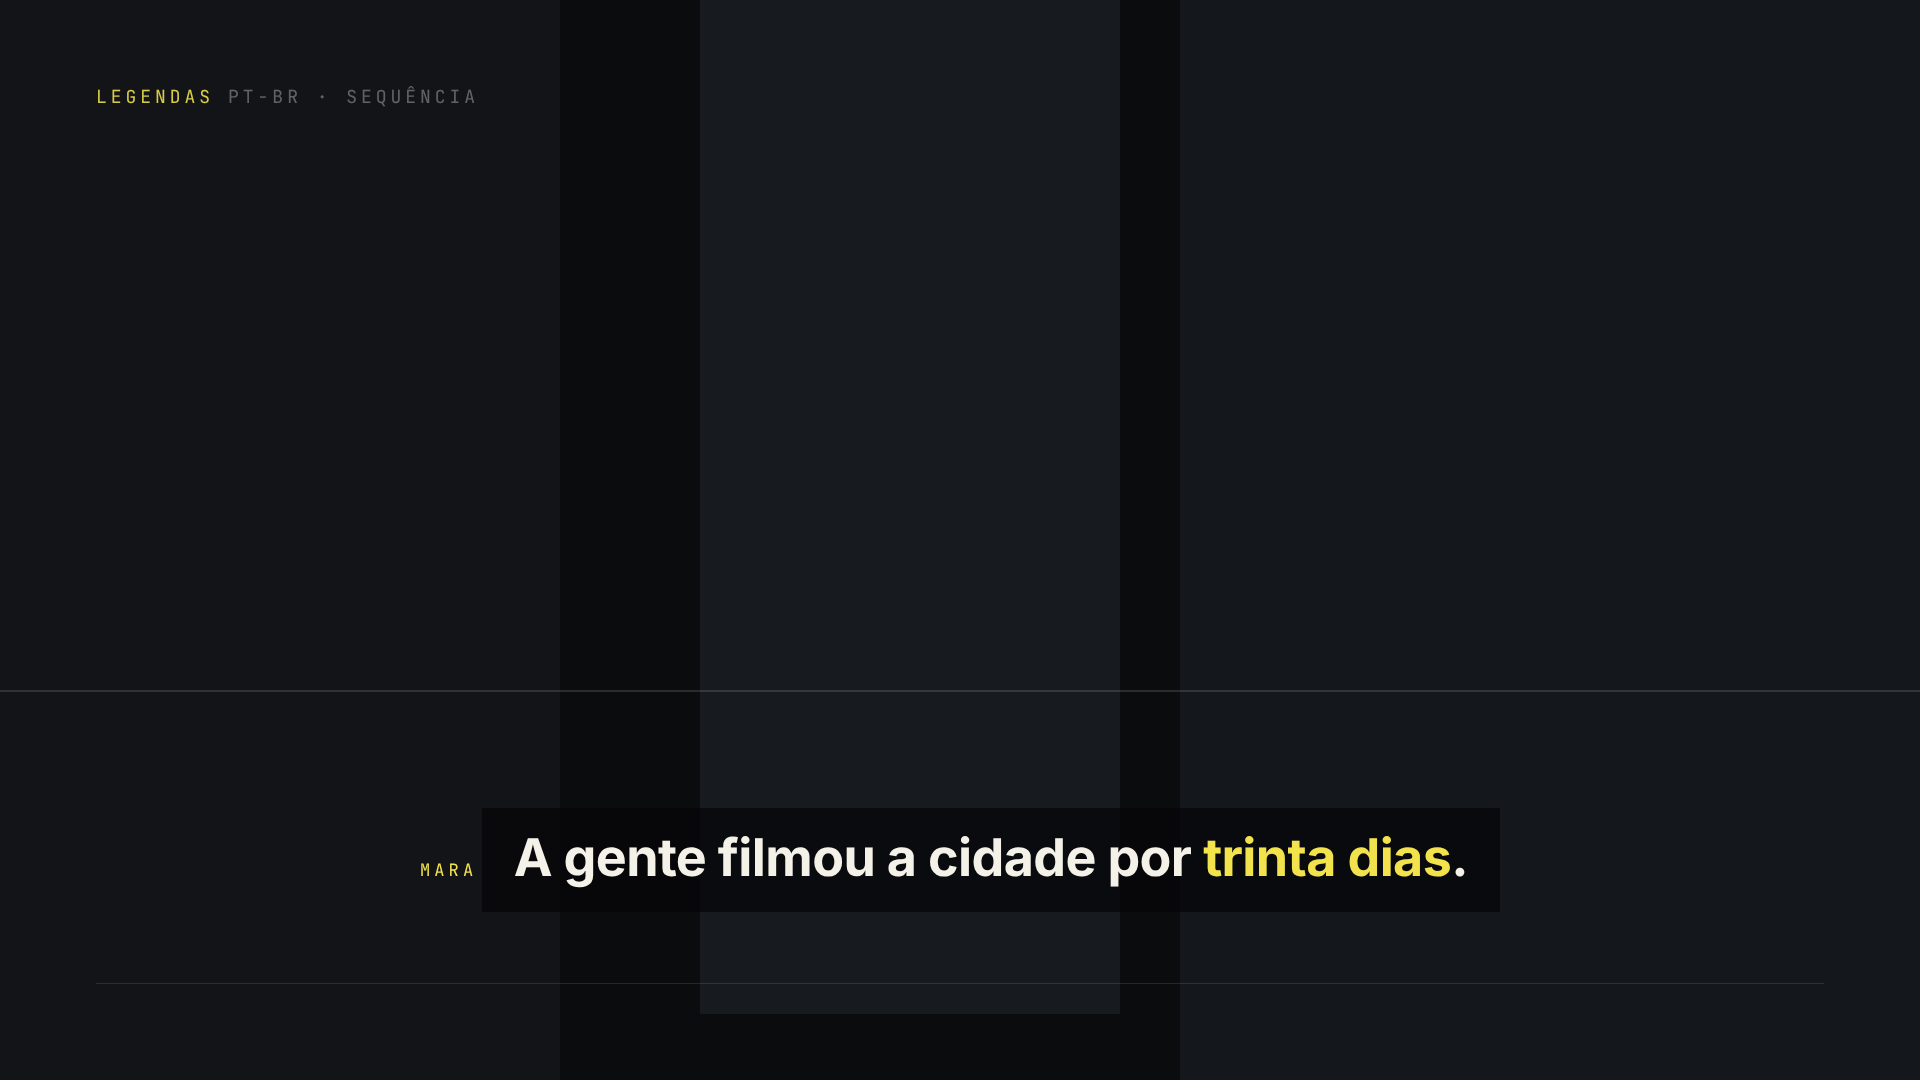 LEGENDAS PT-BR · SEQUÊNCIA
MARA A gente filmou a cidade por trinta dias.